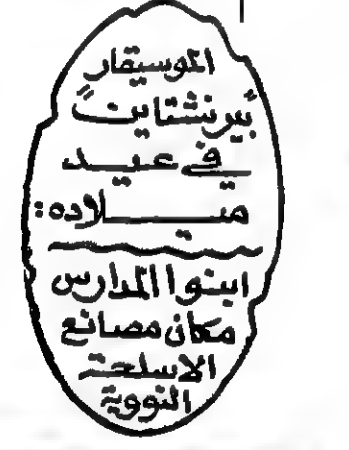 الموسيقار
بيرنشتاين
في عيد
ميلاده:
ابنوا المدارس
مكان مصانع
الاسلحة
النووية